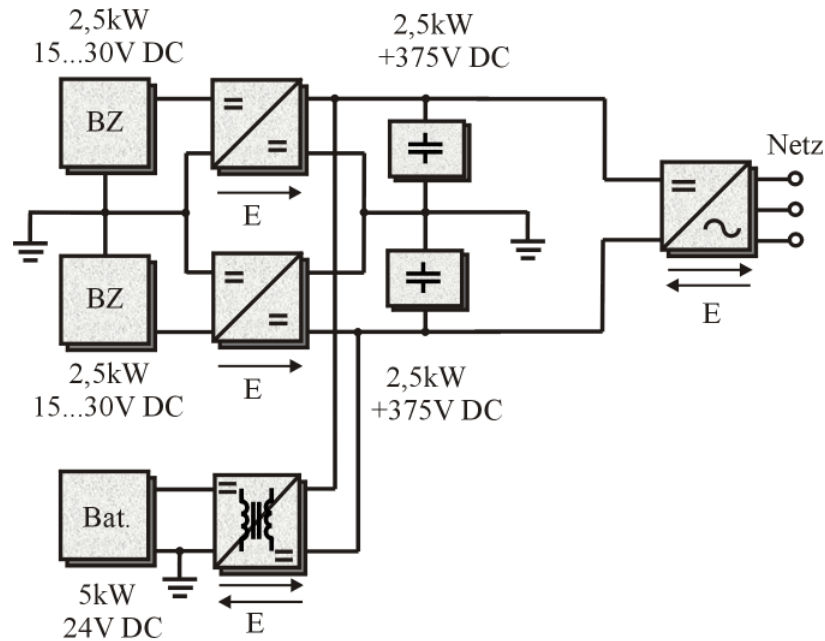 2,5kW
15...30V DC
2,5kW
+375V DC
BZ
E
Netz
BZ
E
E
2,5kW
15...30V DC
2,5kW
+375V DC
Bat.
5kW
24V DC
E